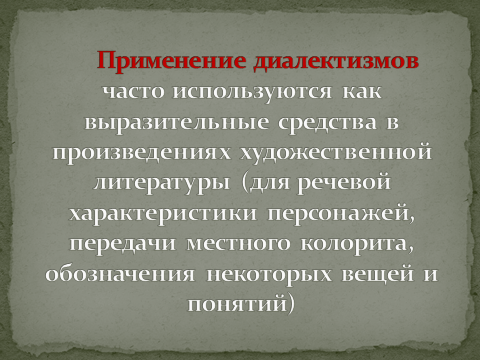 Применение диалектизмов
часто используются как
выразительные средства в
произведениях художественной
литературы (для речевой
характеристики персонажей,
передачи местного колорита,
обозначения некоторых вещей и
понятий)